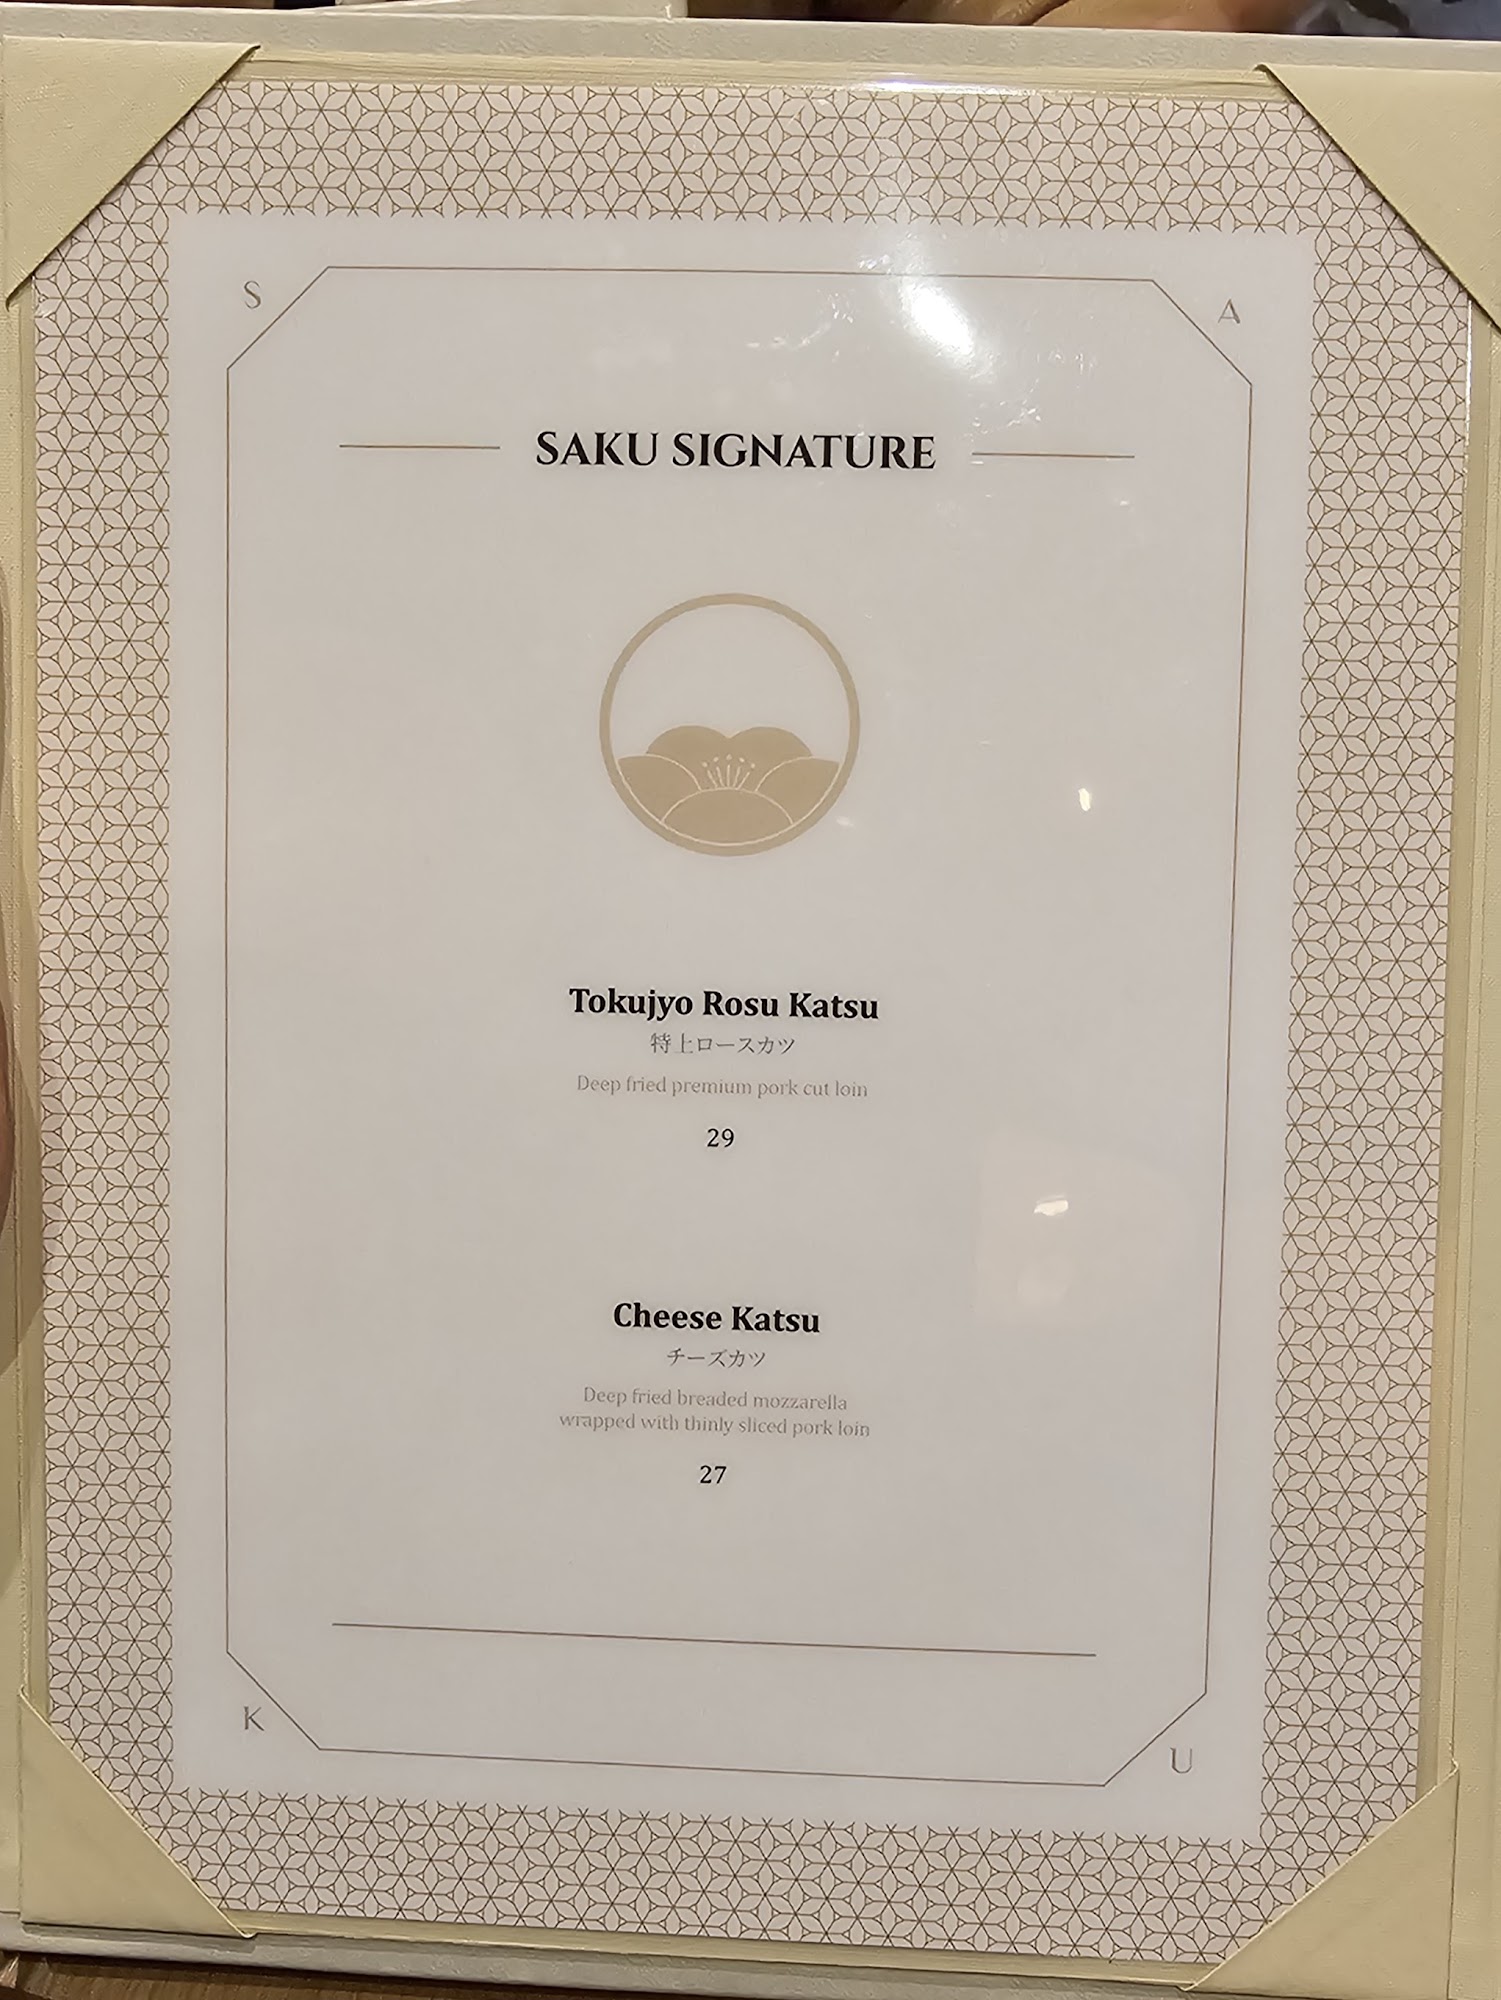 S
A
SAKU SIGNATURE
Tokujyo Rosu Katsu
特上ロースカツ
Deep fried premium pork cut loin
29
Cheese Katsu
チーズカツ
Deep fried breaded mozzarella
wrapped with thinly sliced pork loin
27
K
U